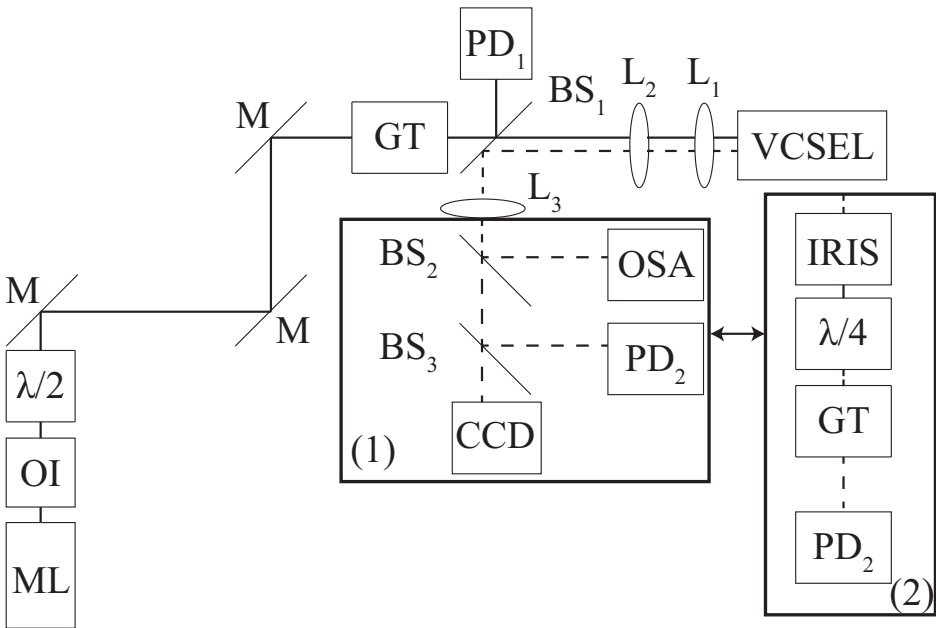 PD₁
BS₁
L₂
L₁
M
GT
VCSEL
L₃
BS₂
OSA
IRIS
M
M
λ/4
BS₃
PD₂
λ/2
GT
CCD
(1)
OI
PD₂
ML
(2)